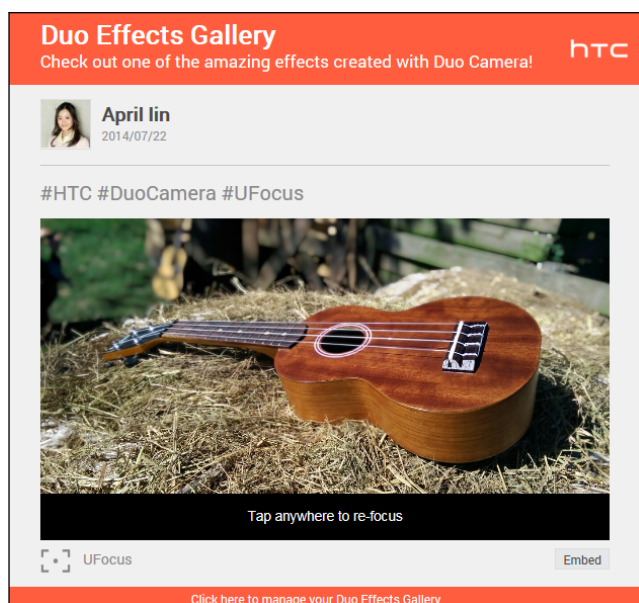 Duo Effects Gallery
Check out one of the amazing effects created with Duo Camera!
hTC
April lin
2014/07/22
#HTC #DuoCamera #UFocus
Tap anywhere to re-focus
UFocus
Embed
Click here to manage your Duo Effects Gallery